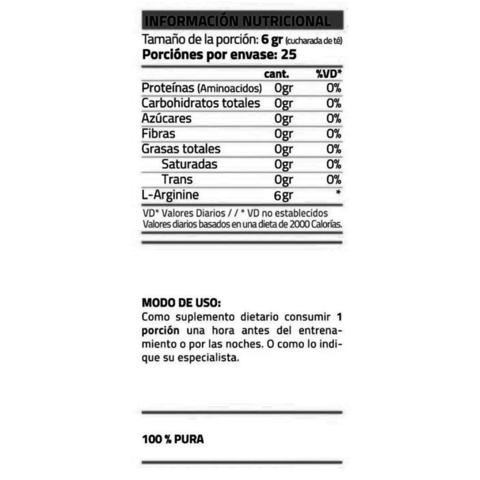 INFORMACIÓN NUTRICIONAL
Tamaño de la porción: 6 gr (cucharada de té)
Porciónes por envase: 25
cant. %VD*
Proteínas (Aminoacidos) 0gr 0%
Carbohidratos totales 0gr 0%
Azúcares 0gr 0%
Fibras 0gr 0%
Grasas totales 0gr 0%
Saturadas 0gr 0%
Trans 0gr 0%
L-Arginine 6gr *
VD* Valores Diarios / / * VD no establecidos
Valores diarios basados en una dieta de 2000 Calorías.
MODO DE USO:
Como suplemento dietario consumir 1
porción una hora antes del entrena-
miento o por las noches. O como lo indi-
que su especialista.
100 % PURA